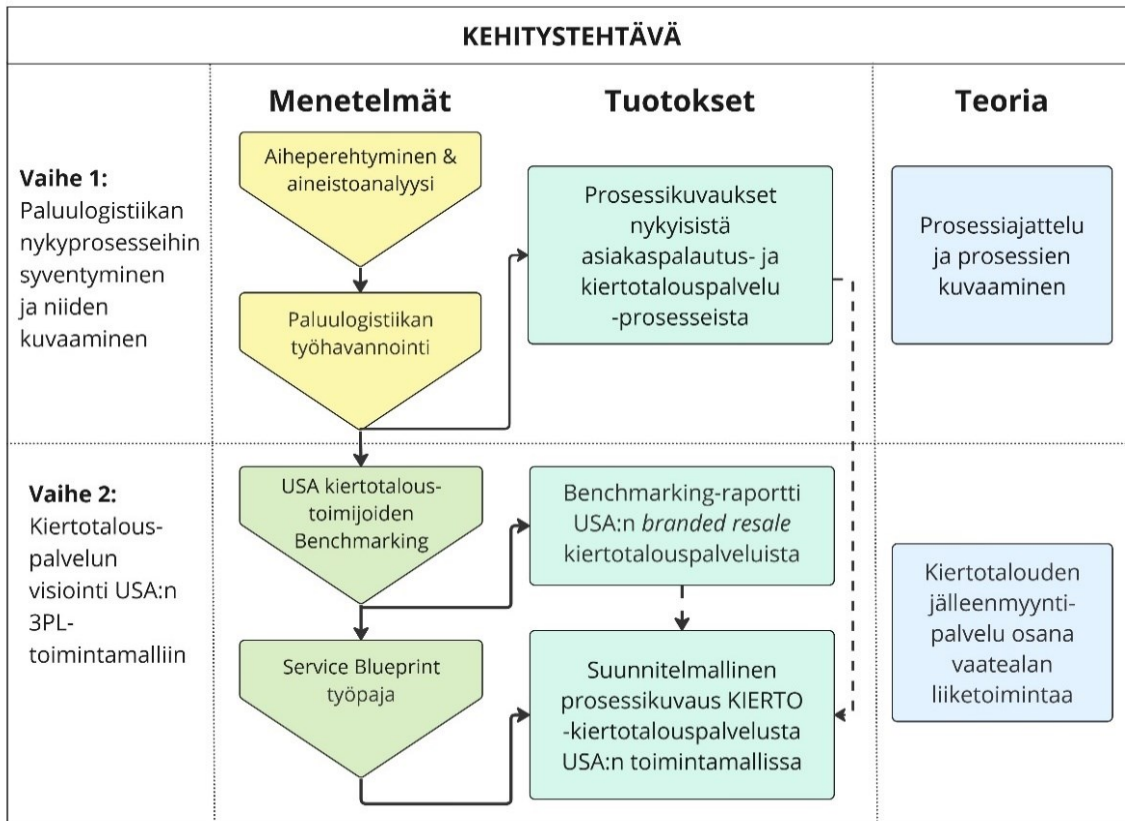 KEHITYSTEHTÄVÄ
Menetelmät
Tuotokset
Teoria
Vaihe 1:
Paluulogistiikan
nykyprosesseihin
syventyminen
ja niiden
kuvaaminen
Aiheperehtyminen &
aineistoanalyysi
Paluulogistiikan
työhavannointi
Prosessikuvaukset
nykyisistä
asiakaspalautus- ja
kiertotalouspalvelu
-prosesseista
Prosessiajattelu
ja prosessien
kuvaaminen
Vaihe 2:
Kiertotalous-
palvelun
visiointi USA:n
3PL-
toimintamalliin
USA kiertotalous-
toimijoiden
Benchmarking
Service Blueprint
työpaja
Benchmarking-raportti
USA:n branded resale
kiertotalouspalveluista
Suunnitelmallinen
prosessikuvaus KIERTO
-kiertotalouspalvelusta
USA:n toimintamallissa
Kiertotalouden
jälleenmyynti-
palvelu osana
vaatealan
liiketoimintaa